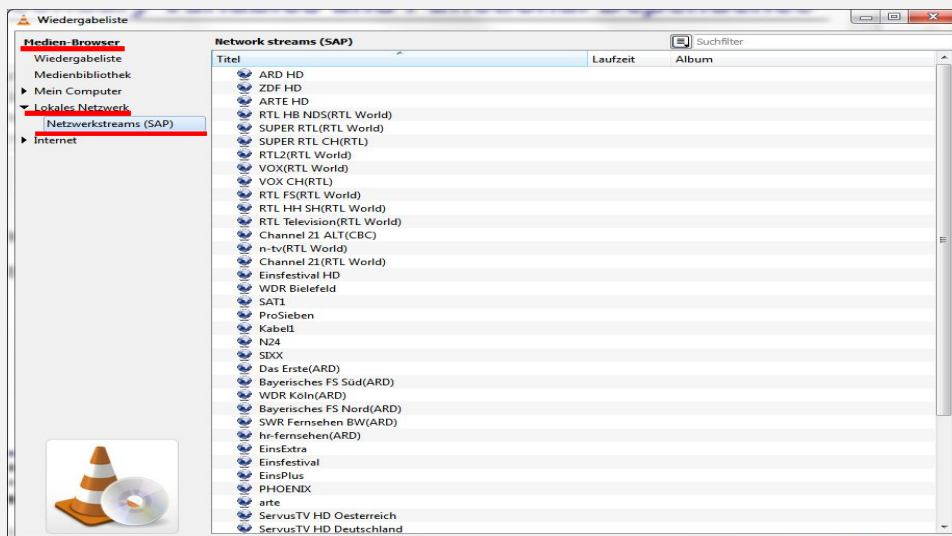 Wiedergabeliste
Medien-Browser
Wiedergabeliste
Medienbibliothek
Mein Computer
Lokales Netzwerk
Netzwerkstreams (SAP)
Internet
Network streams (SAP)
Suchfilter
Titel Laufzeit Album
ARD HD
ZDF HD
ARTE HD
RTL HB NDS(RTL World)
SUPER RTL(RTL World)
SUPER RTL CH(RTL)
RTL2(RTL World)
VOX(RTL World)
VOX CH(RTL)
RTL FS(RTL World)
RTL HH SH(RTL World)
RTL Television(RTL World)
Channel 21 ALT(CBC)
n-tv(RTL World)
Channel 21(RTL World)
Einsfestival HD
WDR Bielefeld
SAT1
ProSieben
Kabel1
N24
SIXX
Das Erste(ARD)
Bayerisches FS Süd(ARD)
WDR Köln(ARD)
Bayerisches FS Nord(ARD)
SWR Fernsehen BW(ARD)
hr-fernsehen(ARD)
EinsExtra
Einsfestival
EinsPlus
PHOENIX
arte
ServusTV HD Oesterreich
ServusTV HD Deutschland